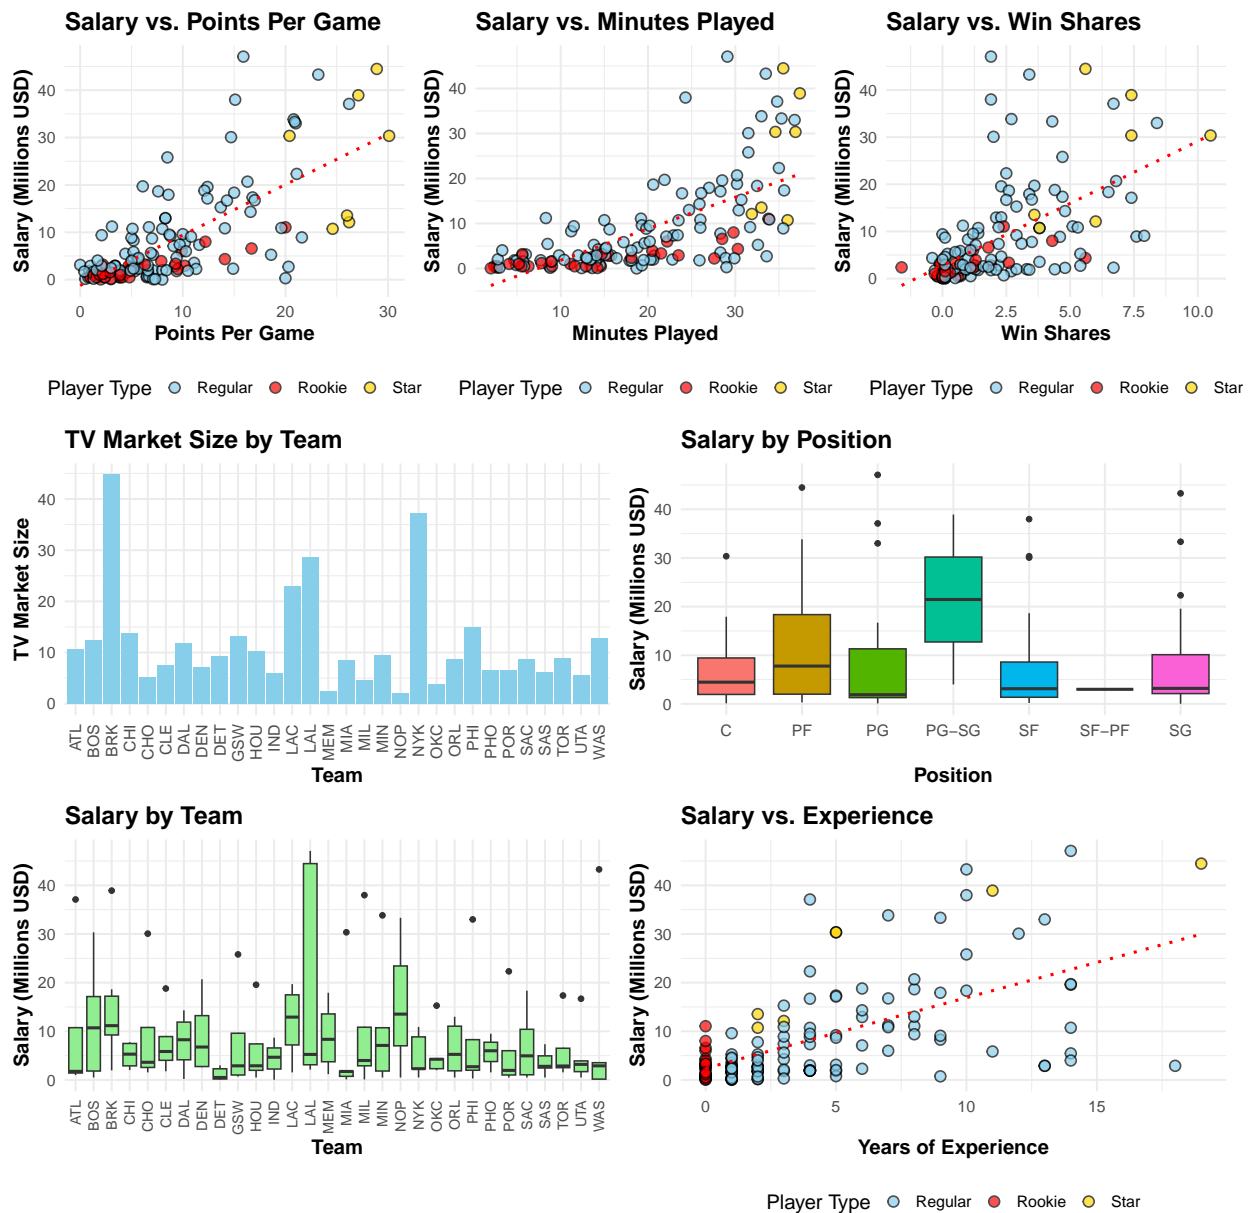 Salary vs. Points Per Game
Salary vs. Minutes Played
Salary vs. Win Shares
Salary (Millions USD)
40
30
20
10
0
0 10 20 30
Points Per Game
Salary (Millions USD)
40
30
20
10
0
10 20 30
Minutes Played
Salary (Millions USD)
40
30
20
10
0
0.0 2.5 5.0 7.5 10.0
Win Shares
Player Type Regular Rookie Star
Player Type Regular Rookie Star
Player Type Regular Rookie Star
TV Market Size by Team
TV Market Size
40
30
20
10
0
ATL BOS BRK CHI CHO CLE DAL DEN DET GSW HOU IND LAC LAL MEM MIA MIL MIN NOP NYK OKC ORL PHI PHO POR SAC SAS TOR UTA WAS
Team
Salary by Position
Salary (Millions USD)
40
30
20
10
0
C PF PG PG−SG SF SF−PF SG
Position
Salary by Team
Salary (Millions USD)
40
30
20
10
0
ATL BOS BRK CHI CHO CLE DAL DEN DET GSW HOU IND LAC LAL MEM MIA MIL MIN NOP NYK OKC ORL PHI PHO POR SAC SAS TOR UTA WAS
Team
Salary vs. Experience
Salary (Millions USD)
40
30
20
10
0
0 5 10 15
Years of Experience
Player Type Regular Rookie Star